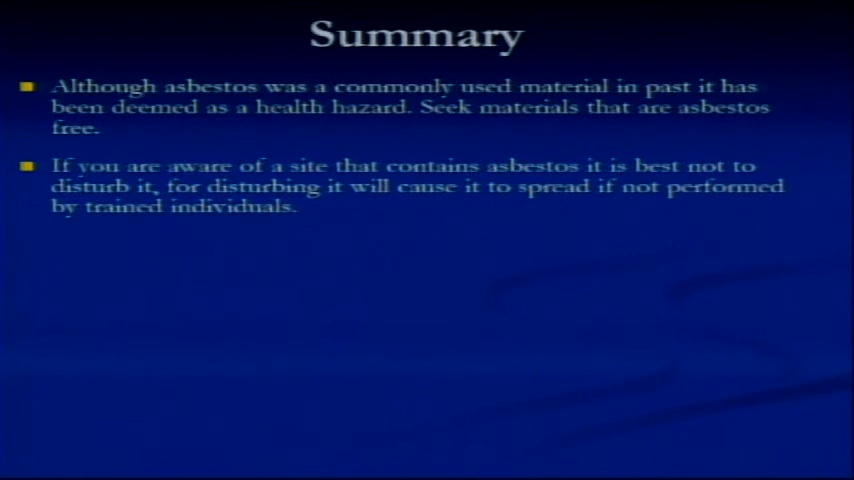 Summary
Although asbestos was a commonly used material in past it has
been deemed as a health hazard. Seek materials that are asbestos
free.
If you are aware of a site that contains asbestos it is best not to
disturb it, for disturbing it will cause it to spread if not performed
by trained individuals.